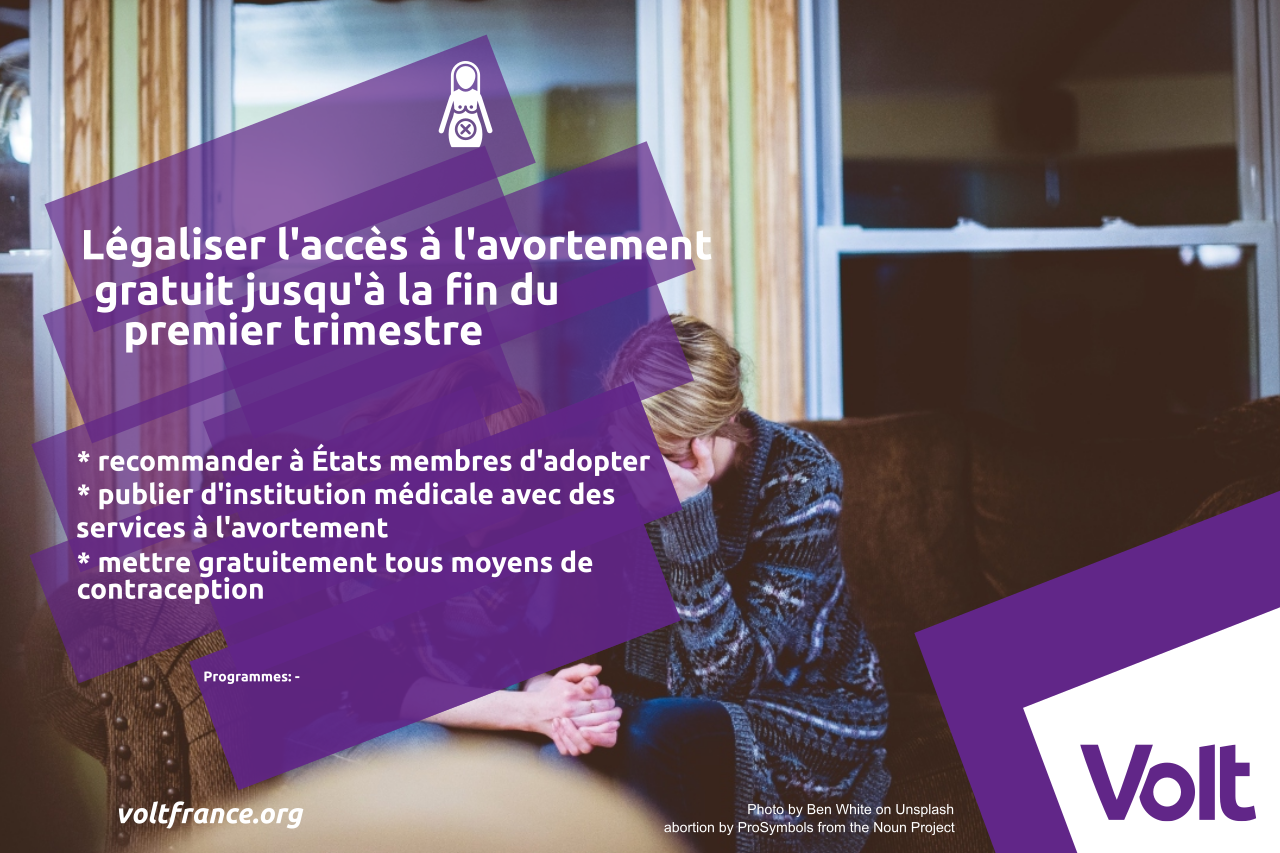 Légaliser l'accès à l'avortement
gratuit jusqu'à la fin du
premier trimestre
* recommander à États membres d'adopter
* publier d'institution médicale avec des
services à l'avortement
* mettre gratuitement tous moyens de
contraception
Programmes: -
voltfrance.org
Photo by Ben White on Unsplash
abortion by ProSymbols from the Noun Project
Volt